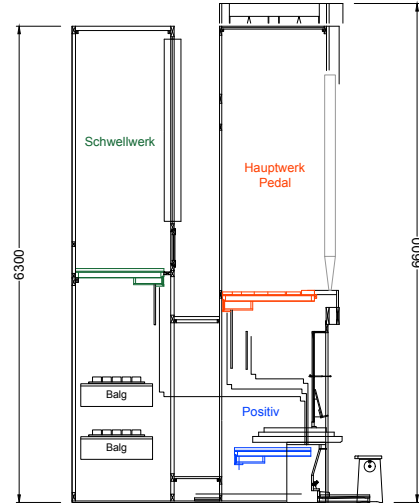 Schwellwerk
Hauptwerk
Pedal
6300
6600
Balg
Positiv
Balg